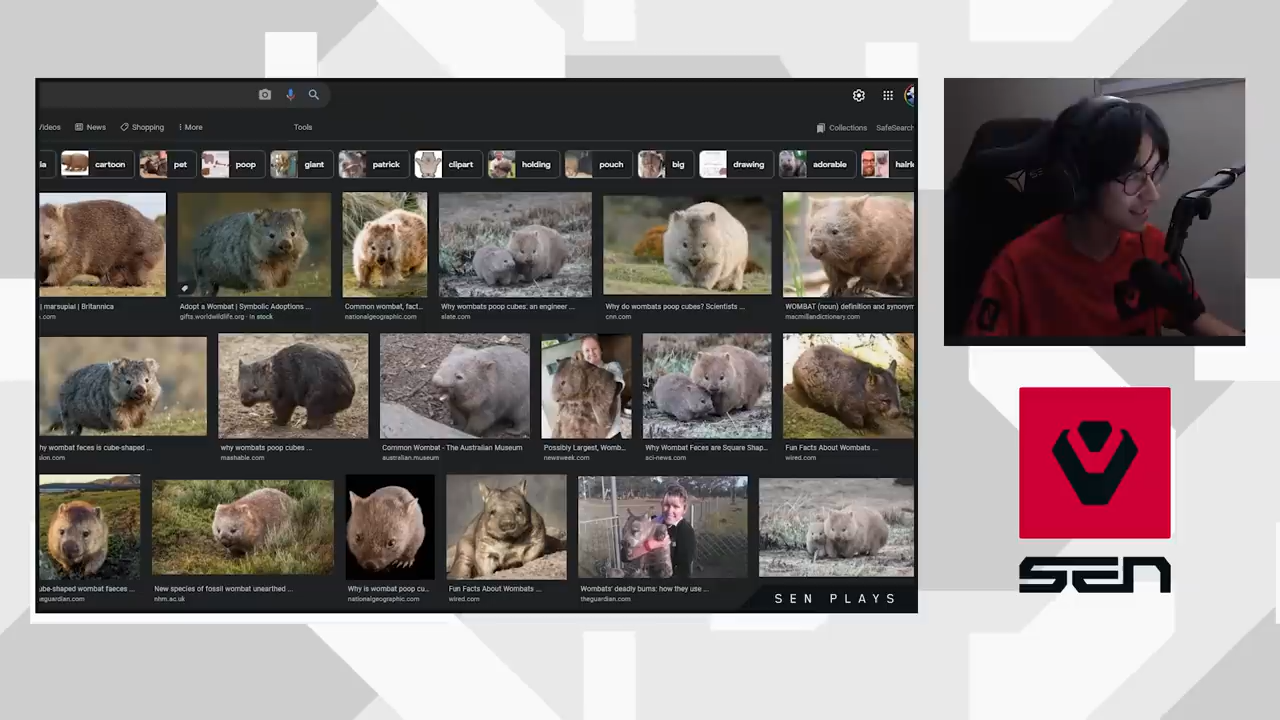 Videos
News
Shopping
More
Tools
Collections
SafeSearch
ia
cartoon
pet
poop
giant
patrick
clipart
holding
pouch
big
drawing
adorable
| marsupial | Britannica
.com
Adopt a Wombat | Symbolic Adoptions ...
gifts.worldwildlife.org · In stock
Common wombat, fact...
nationalgeographic.com
Why wombats poop cubes: an engineer ...
slate.com
Why do wombats poop cubes? Scientists ...
cnn.com
WOMBAT (noun) definition and synonym
macmillandictionary.com
hy wombat feces is cube-shaped ...
ion.com
why wombats poop cubes ...
mashable.com
Common Wombat - The Australian Museum
australian.museum
Possibly Largest, Womb...
newsweek.com
Why Wombat Feces are Square Shap...
sci-news.com
Fun Facts About Wombats ...
wired.com
ube-shaped wombat faeces ...
eguardian.com
New species of fossil wombat unearthed ...
nhm.ac.uk
Why is wombat poop cu...
nationalgeographic.com
Fun Facts About Wombats ...
wired.com
Wombats' deadly bums: how they use ...
theguardian.com
SEN PLAYS
SEN